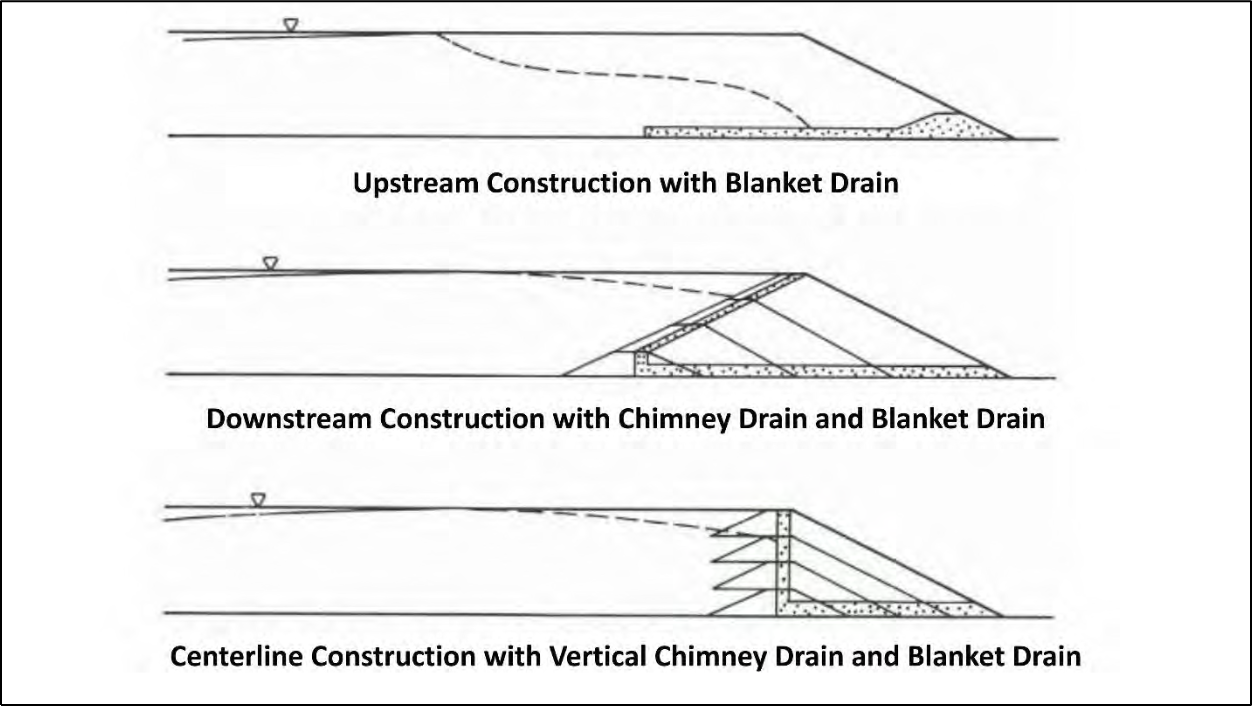 Upstream Construction with Blanket Drain
Downstream Construction with Chimney Drain and Blanket Drain
Centerline Construction with Vertical Chimney Drain and Blanket Drain